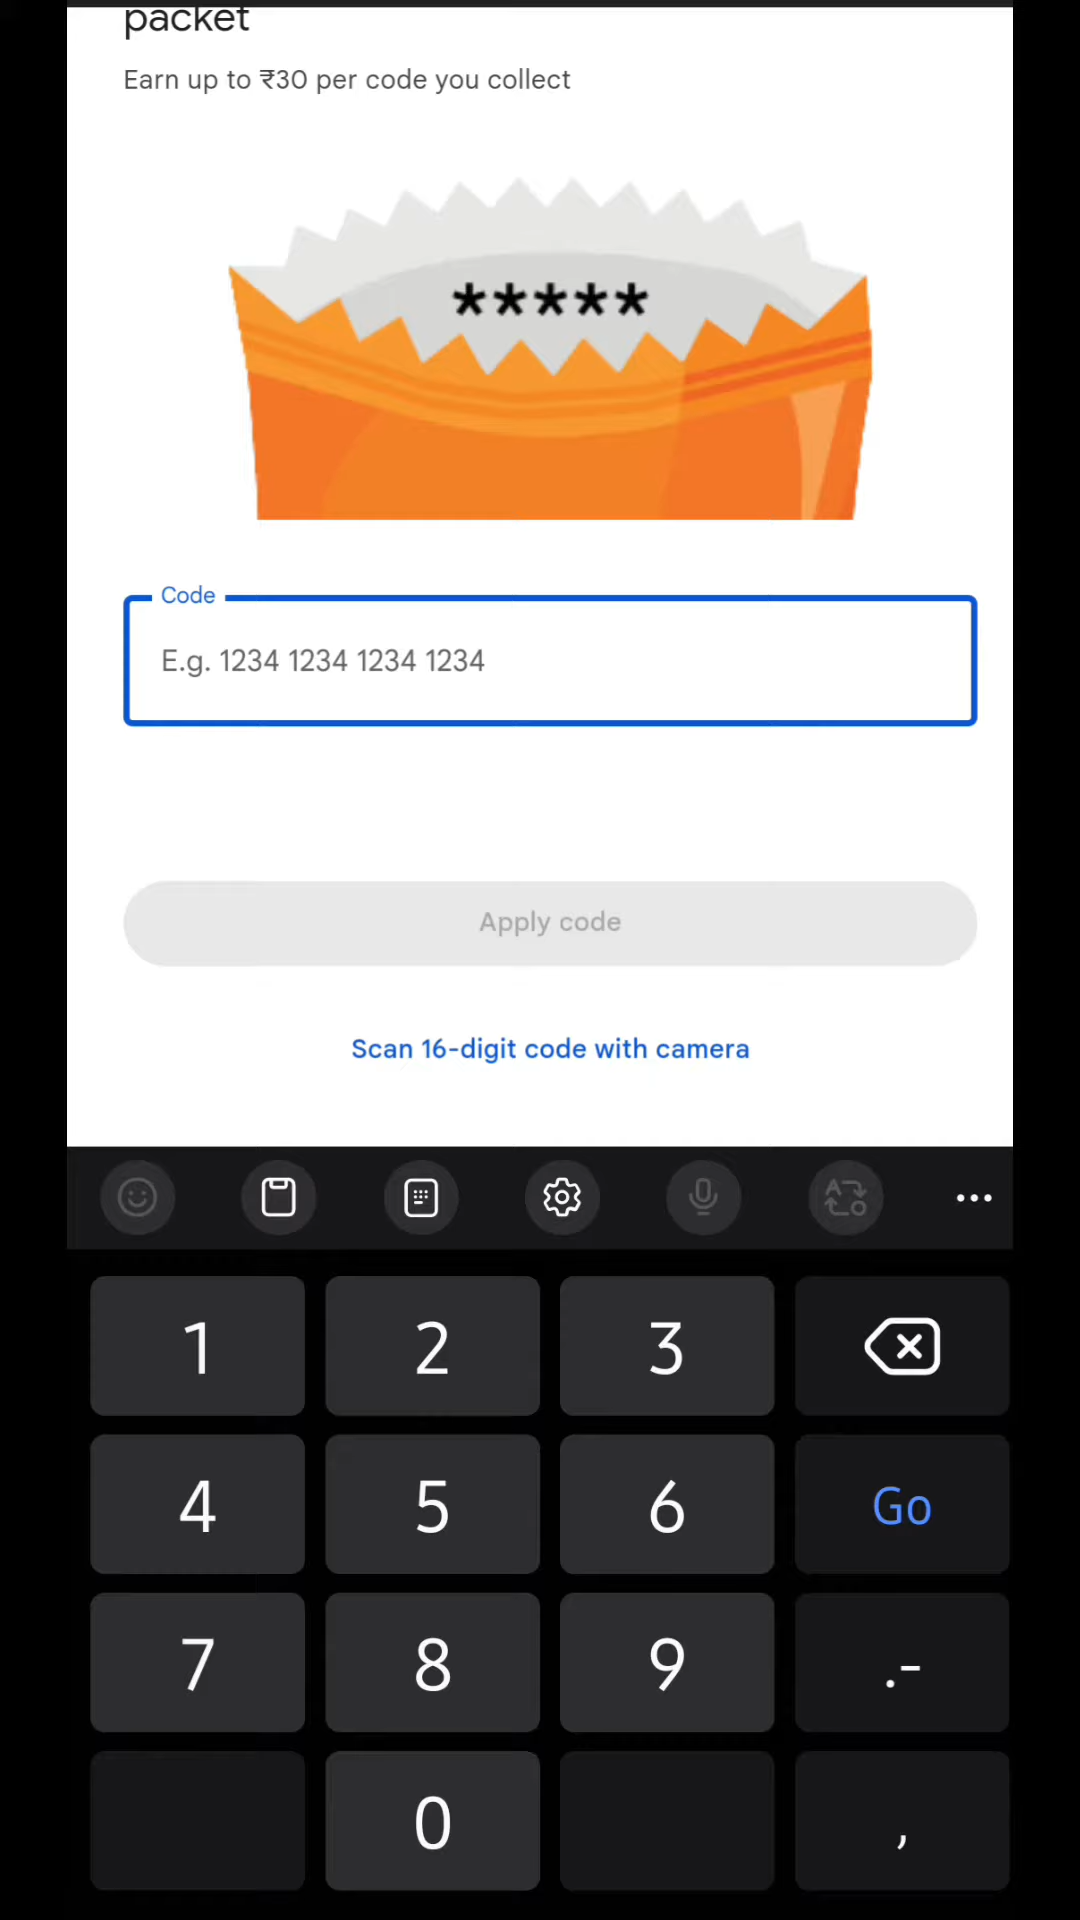 packet
Earn up to ₹30 per code you collect
*****
Code
E.g. 1234 1234 1234 1234
Apply code
Scan 16-digit code with camera
1 2 3
4 5 6 Go
7 8 9 .-
0 ,